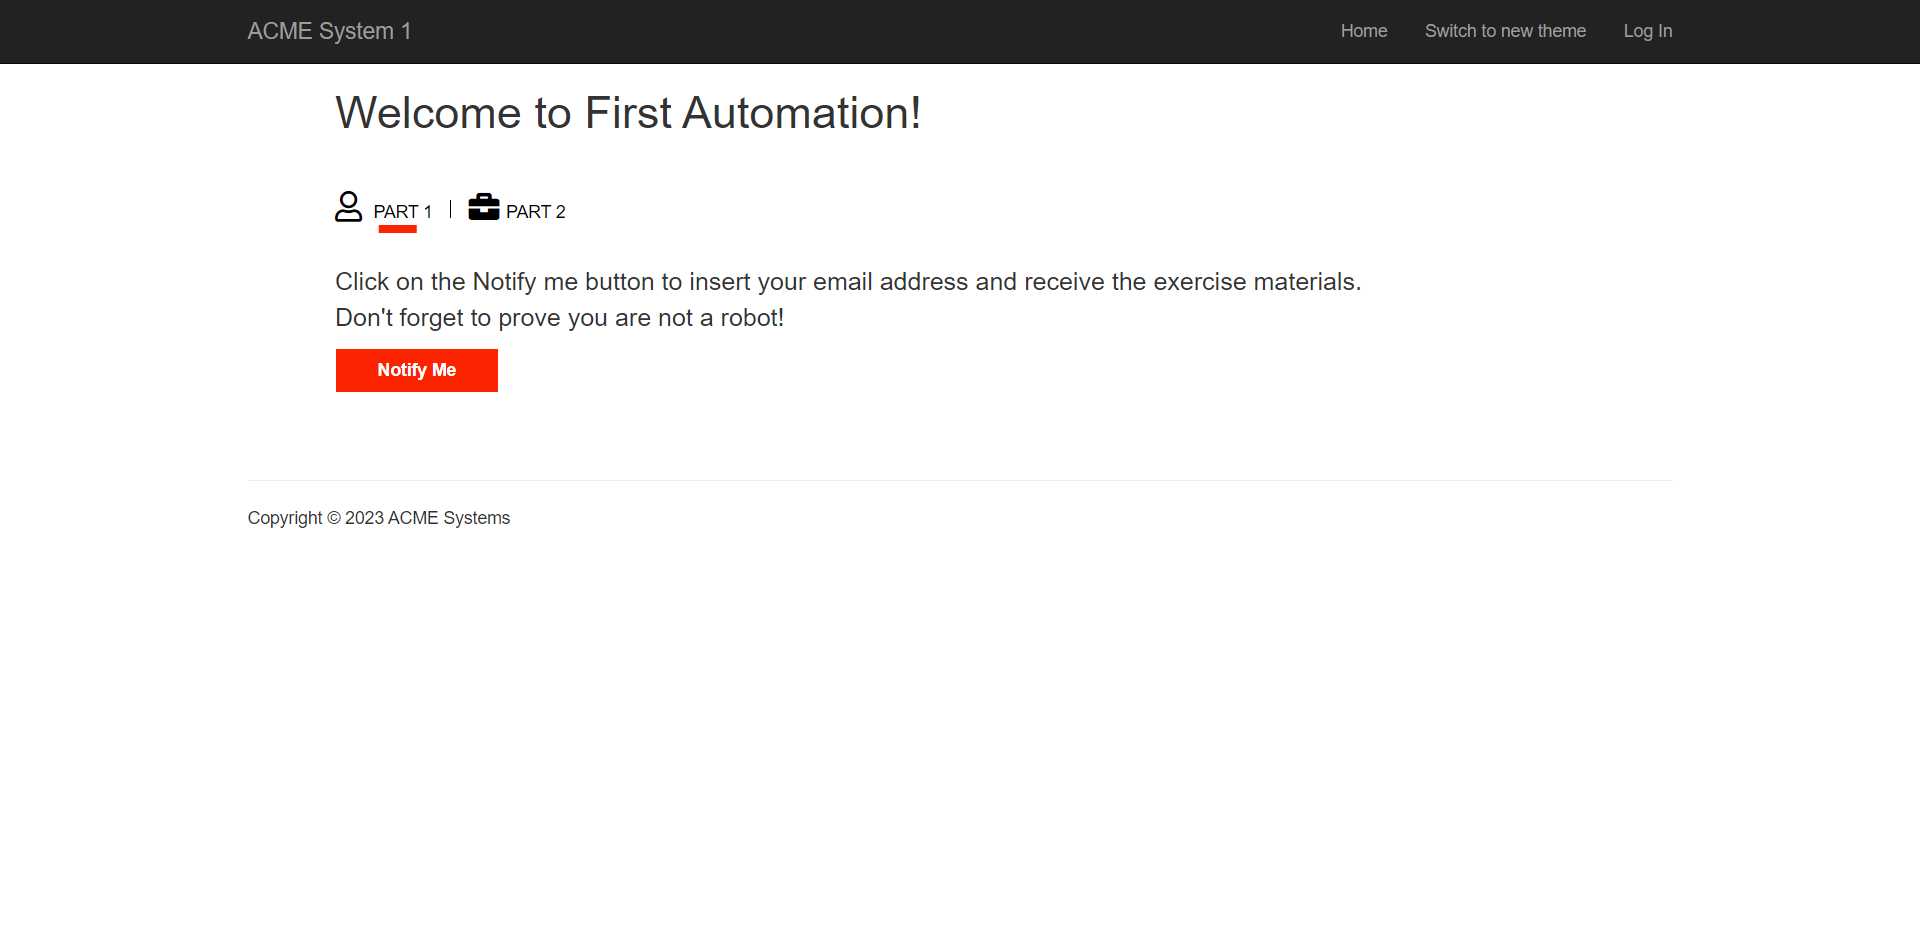 ACME System 1
Home
Switch to new theme
Log In
Welcome to First Automation!
PART 1
PART 2
Click on the Notify me button to insert your email address and receive the exercise materials.
Don't forget to prove you are not a robot!
Notify Me
Copyright © 2023 ACME Systems